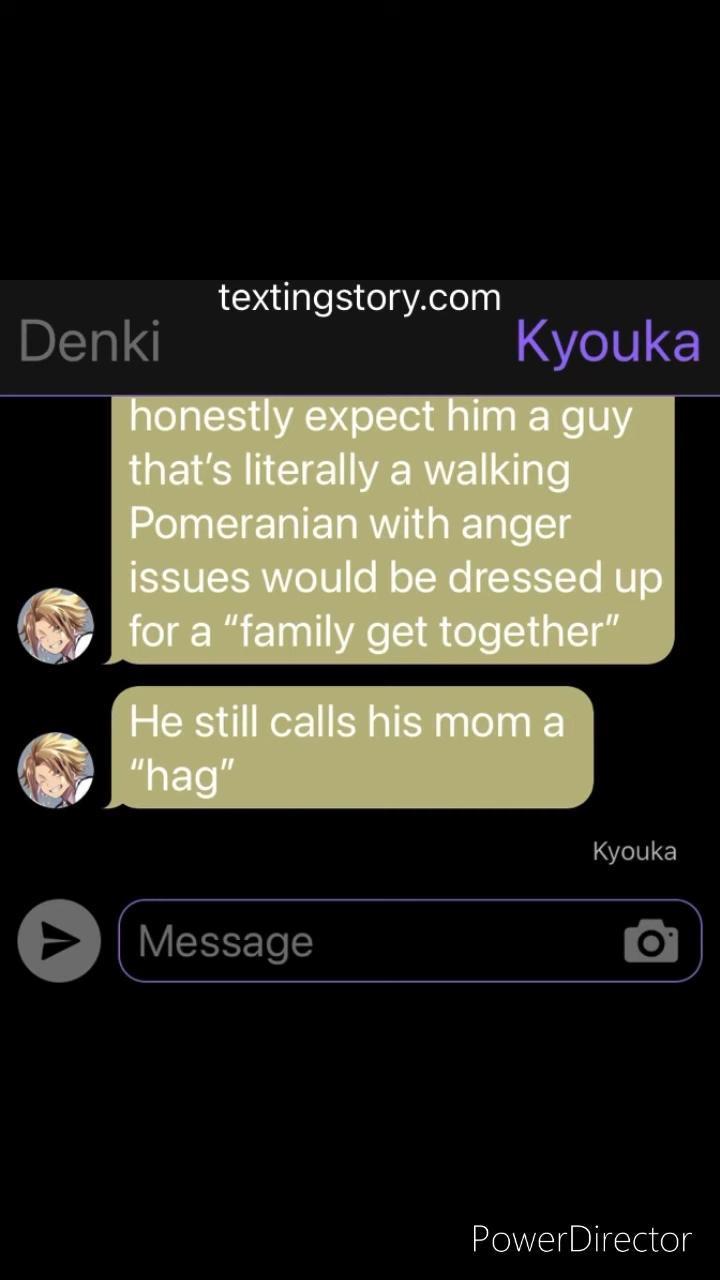 textingstory.com
Denki
Kyouka
honestly expect him a guy
that’s literally a walking
Pomeranian with anger
issues would be dressed up
for a “family get together”
He still calls his mom a
“hag”
Kyouka
Message
PowerDirector